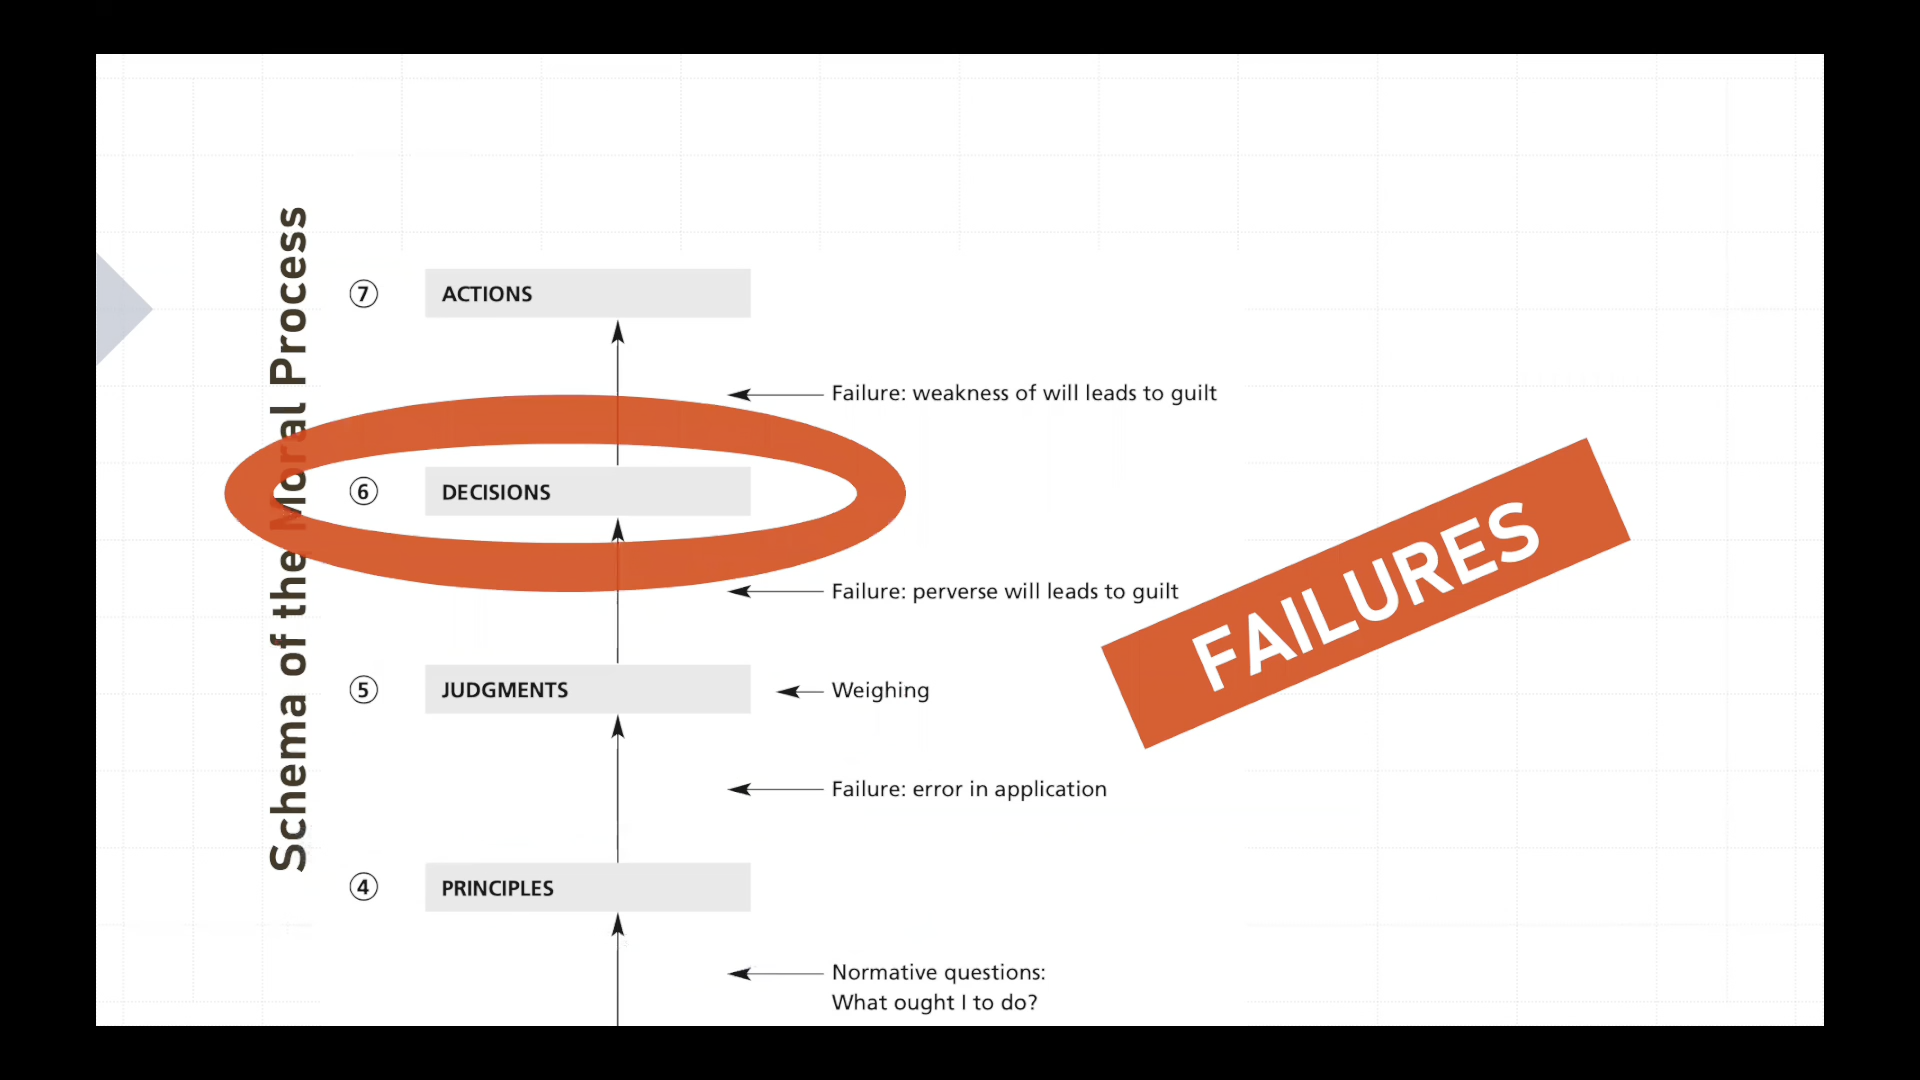 Schema of the Moral Process
⑦ ACTIONS
Failure: weakness of will leads to guilt
⑥ DECISIONS
Failure: perverse will leads to guilt
FAILURES
⑤ JUDGMENTS
Weighing
Failure: error in application
④ PRINCIPLES
Normative questions:
What ought I to do?